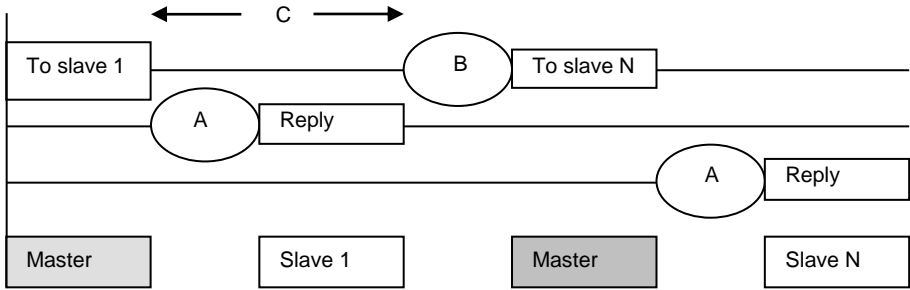 C
To slave 1
B
To slave N
A
Reply
A
Reply
Master
Slave 1
Master
Slave N